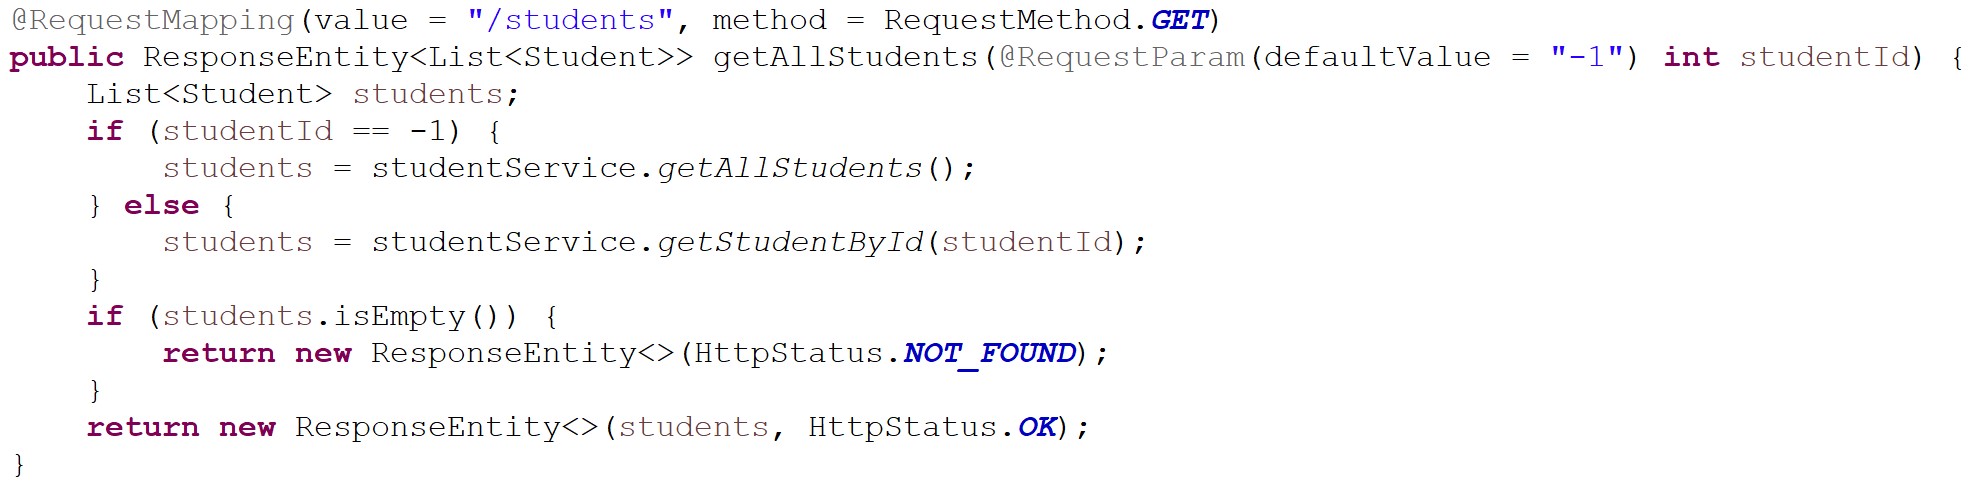 @RequestMapping(value = "/students", method = RequestMethod.GET)
public ResponseEntity<List<Student>> getAllStudents(@RequestParam(defaultValue = "-1") int studentId) {
    List<Student> students;
    if (studentId == -1) {
        students = studentService.getAllStudents();
    } else {
        students = studentService.getStudentById(studentId);
    }
    if (students.isEmpty()) {
        return new ResponseEntity<>(HttpStatus.NOT_FOUND);
    }
    return new ResponseEntity<>(students, HttpStatus.OK);
}